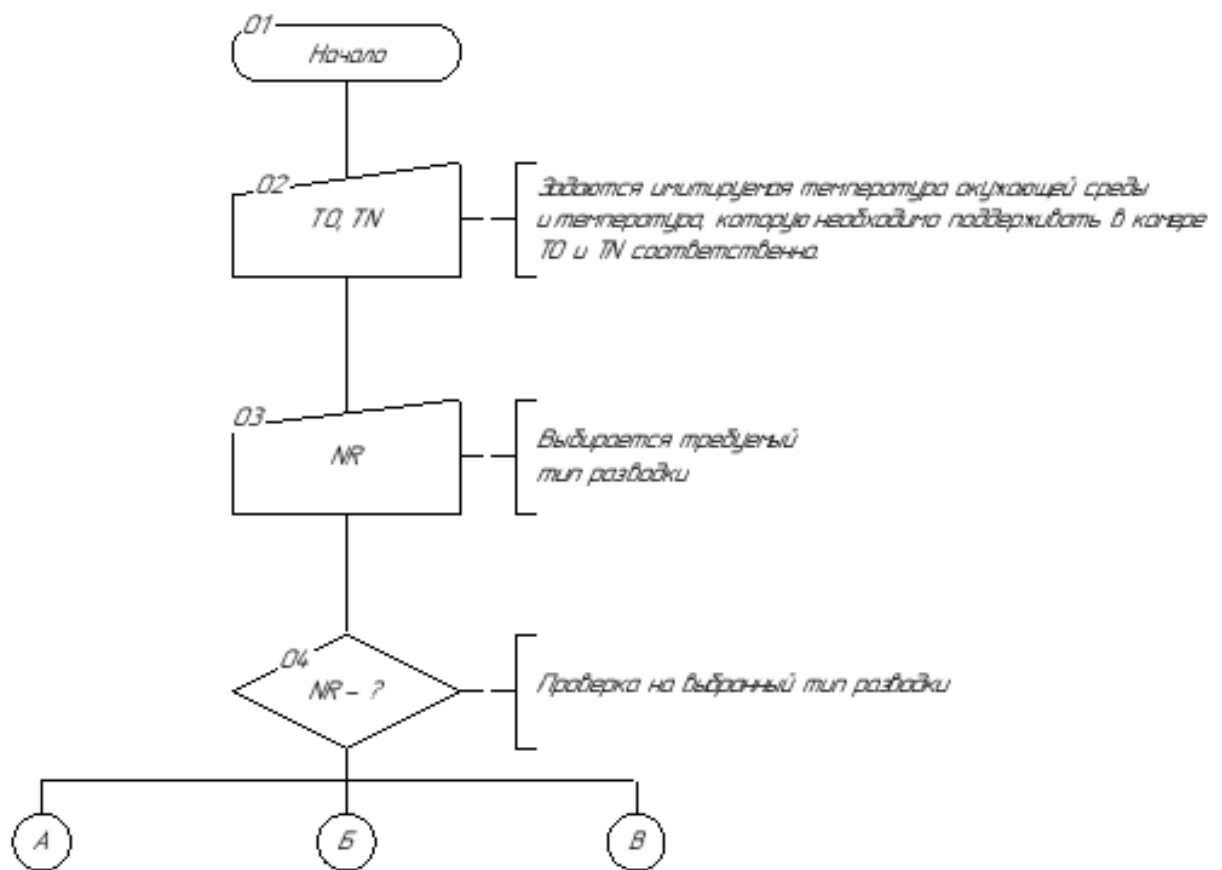 01
Начало
02
TO, TN
Задаются имитируемая температура окужающей среды
и температура, которую необходимо поддерживать в камере
TO и TN соответственно.
03
NR
Выбирается требуемый
тип разводки
04
NR – ?
Проверка на выбранный тип разводки
А
Б
В